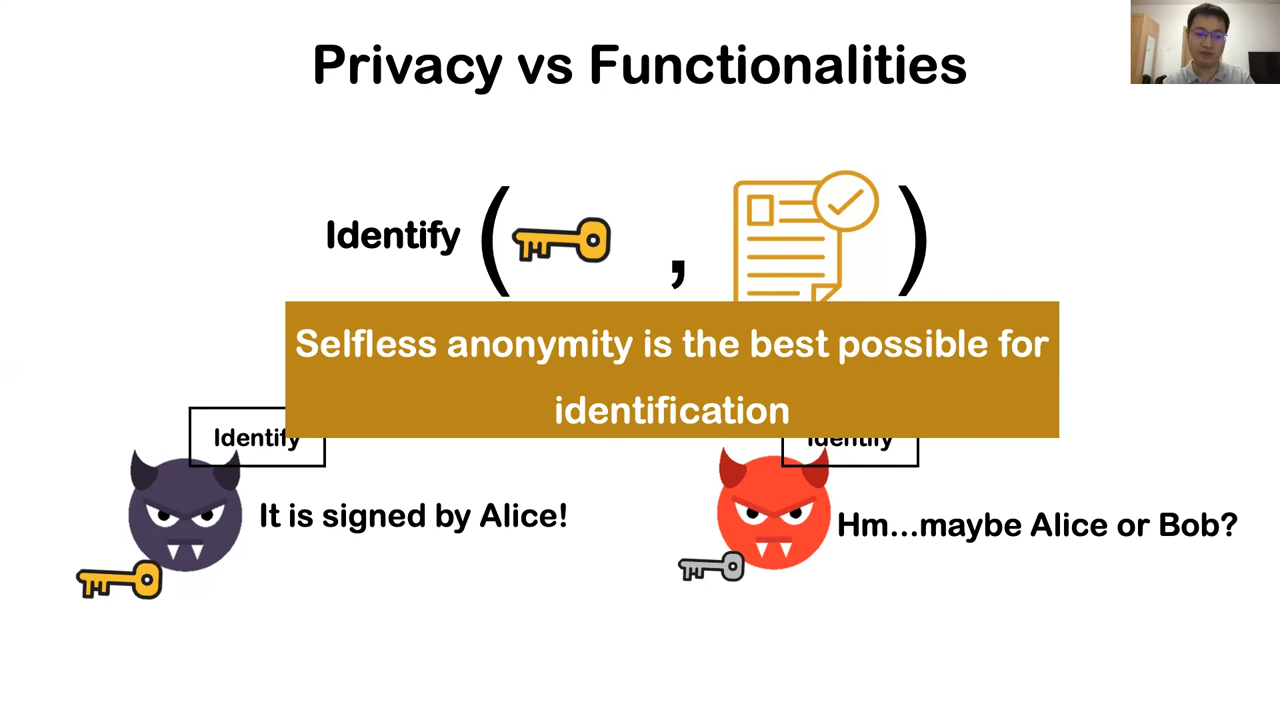 Privacy vs Functionalities
Identify ( , )
Selfless anonymity is the best possible for
identification
Identify
Identify
It is signed by Alice!
Hm...maybe Alice or Bob?